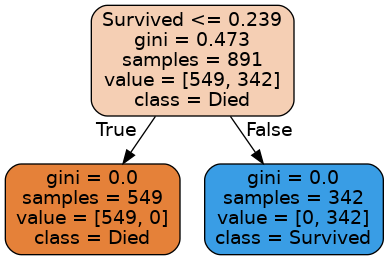 Survived <= 0.239
gini = 0.473
samples = 891
value = [549, 342]
class = Died
True
False
gini = 0.0
samples = 549
value = [549, 0]
class = Died
gini = 0.0
samples = 342
value = [0, 342]
class = Survived